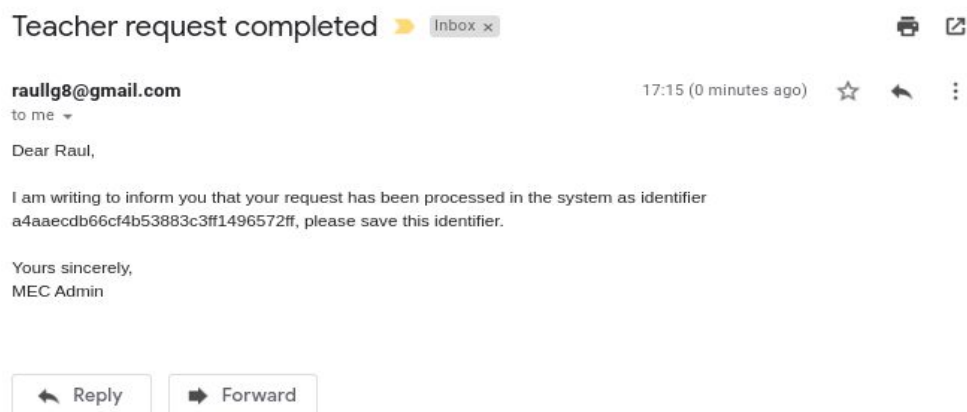 Teacher request completed Inbox ×
raullg8@gmail.com 17:15 (0 minutes ago)
to me
Dear Raul,
I am writing to inform you that your request has been processed in the system as identifier
a4aaecdb66cf4b53883c3ff1496572ff, please save this identifier.
Yours sincerely,
MEC Admin
Reply Forward